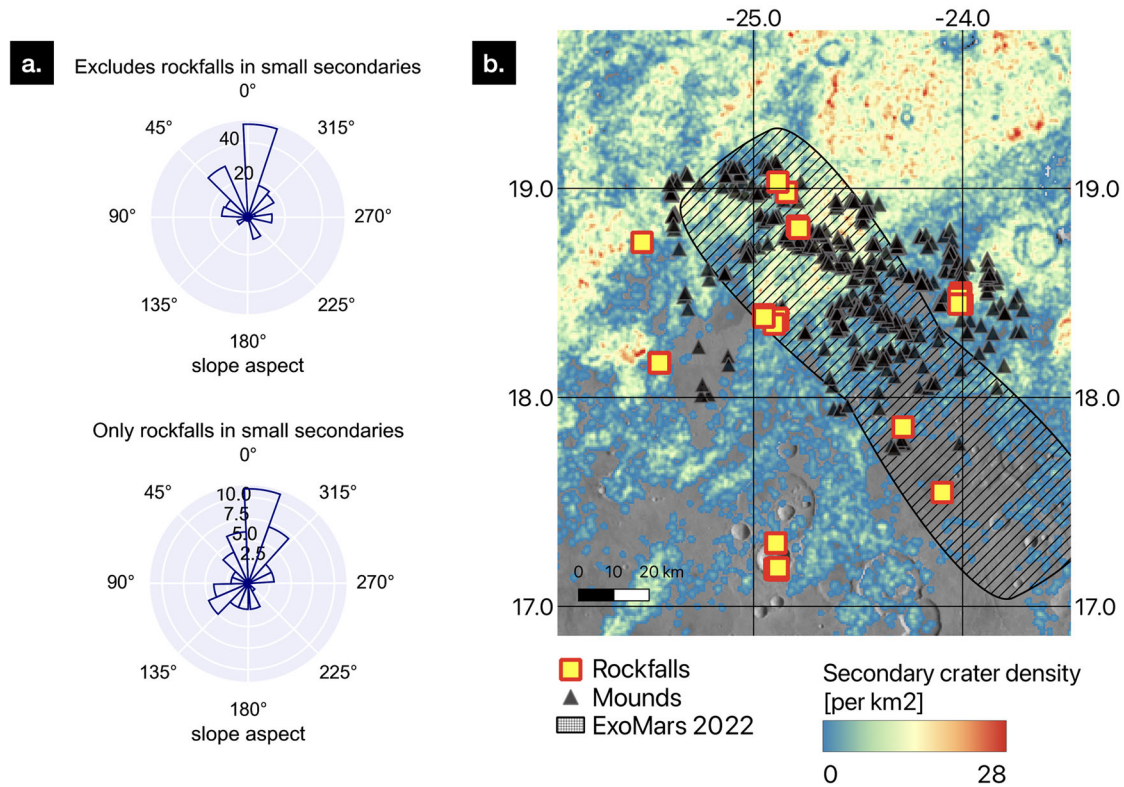 a.
Excludes rockfalls in small secondaries
0°
45°
315°
40
20
90°
270°
135°
225°
180°
slope aspect
Only rockfalls in small secondaries
0°
45°
315°
10.0
7.5
5.0
2.5
90°
270°
135°
225°
180°
slope aspect
b.
-25.0
-24.0
19.0
19.0
18.0
18.0
17.0
17.0
0 10 20 km
Rockfalls
Mounds
ExoMars 2022
Secondary crater density
[per km2]
0
28